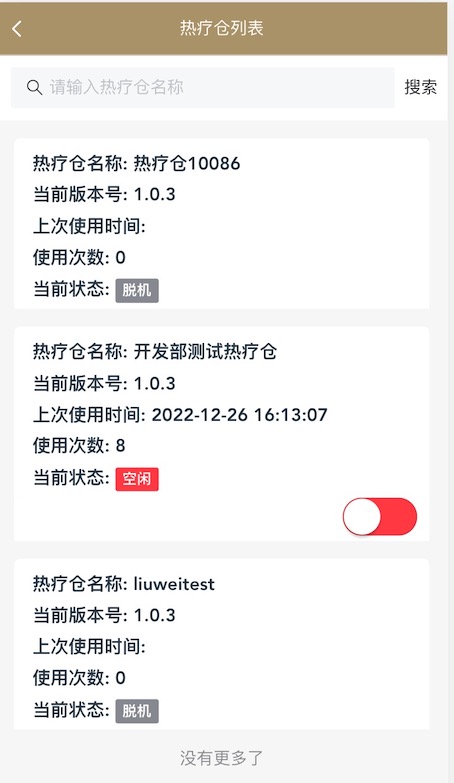 热疗仓列表
请输入热疗仓名称 搜索
热疗仓名称: 热疗仓10086
当前版本号: 1.0.3
上次使用时间:
使用次数: 0
当前状态: 脱机
热疗仓名称: 开发部测试热疗仓
当前版本号: 1.0.3
上次使用时间: 2022-12-26 16:13:07
使用次数: 8
当前状态: 空闲
热疗仓名称: liuweitest
当前版本号: 1.0.3
上次使用时间:
使用次数: 0
当前状态: 脱机
没有更多了